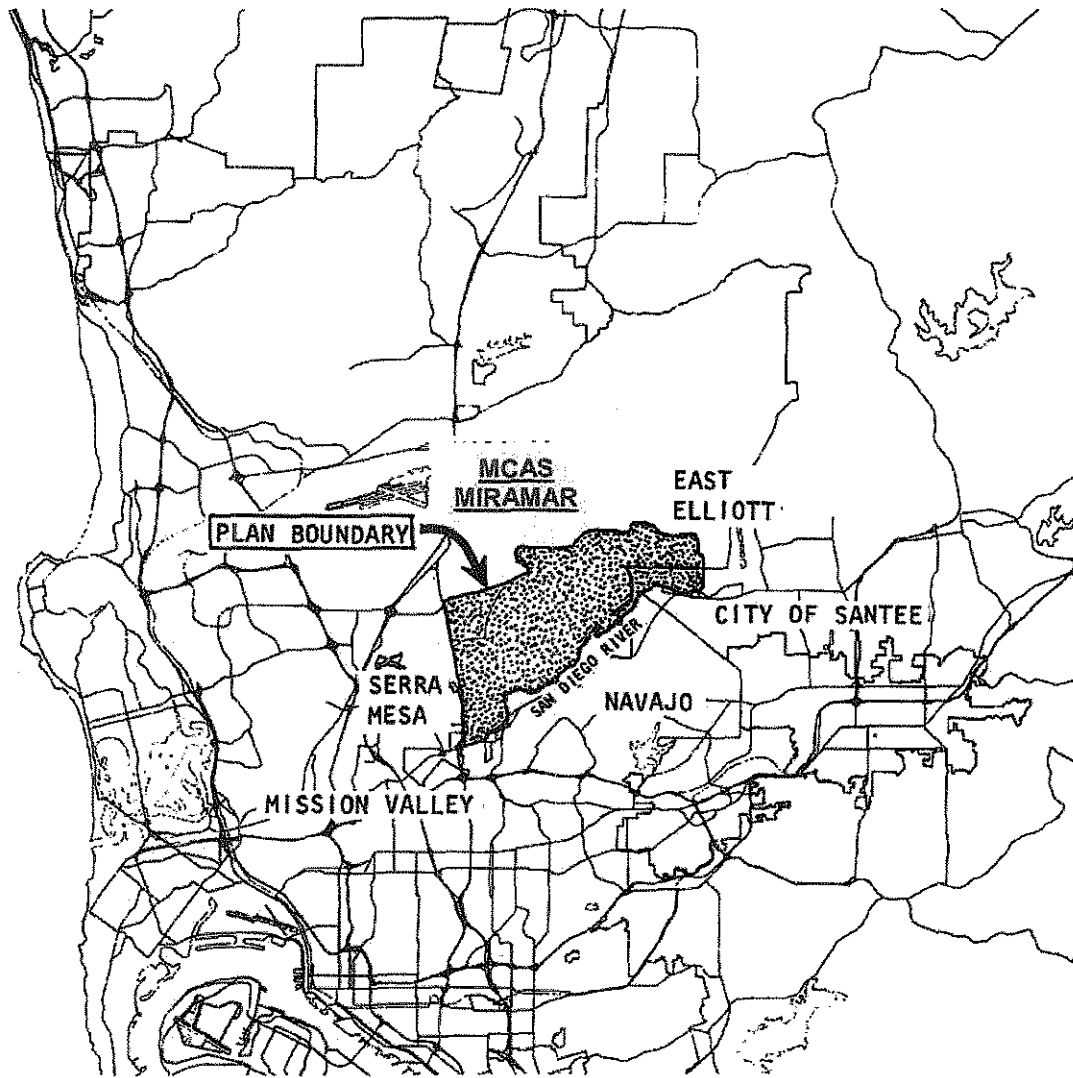 MCAS
MIRAMAR
EAST
ELLIOTT
PLAN BOUNDARY
CITY OF SANTEE
SAN DIEGO RIVER
SERRA
MESA
NAVAJO
MISSION VALLEY